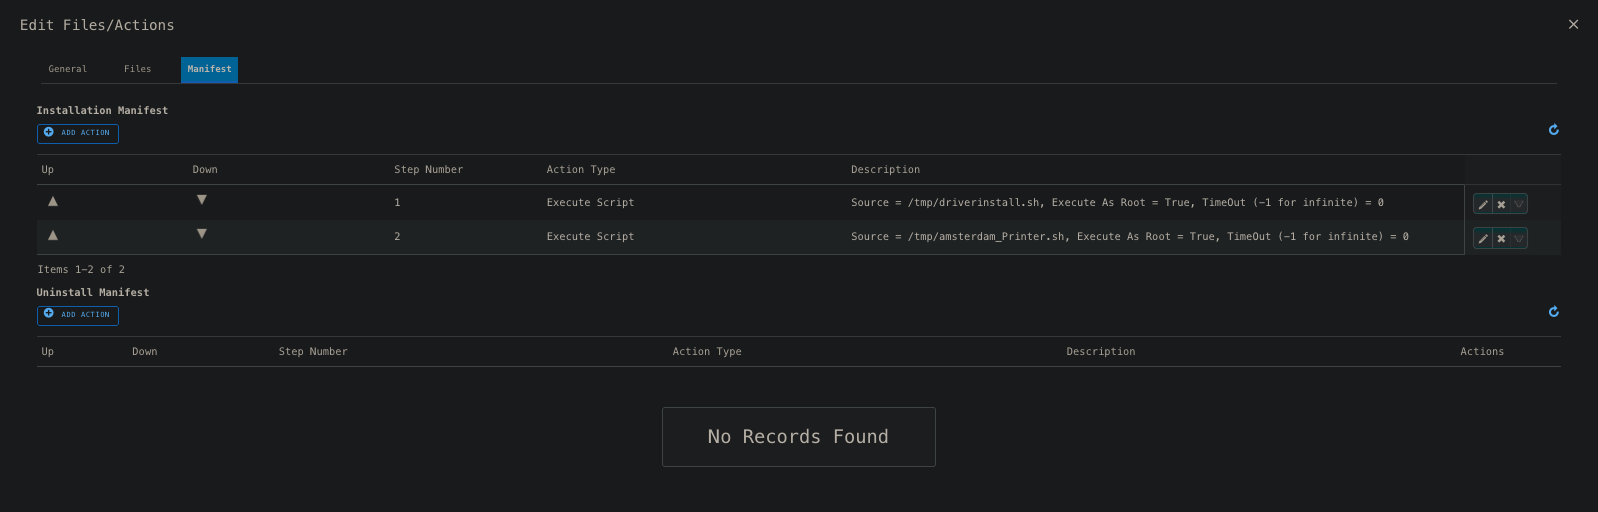 Edit Files/Actions
General Files Manifest
Installation Manifest
ADD ACTION
Up Down Step Number Action Type Description
1 Execute Script Source = /tmp/driverinstall.sh, Execute As Root = True, TimeOut (-1 for infinite) = 0
2 Execute Script Source = /tmp/amsterdam_Printer.sh, Execute As Root = True, TimeOut (-1 for infinite) = 0
Items 1-2 of 2
Uninstall Manifest
ADD ACTION
Up Down Step Number Action Type Description Actions
No Records Found